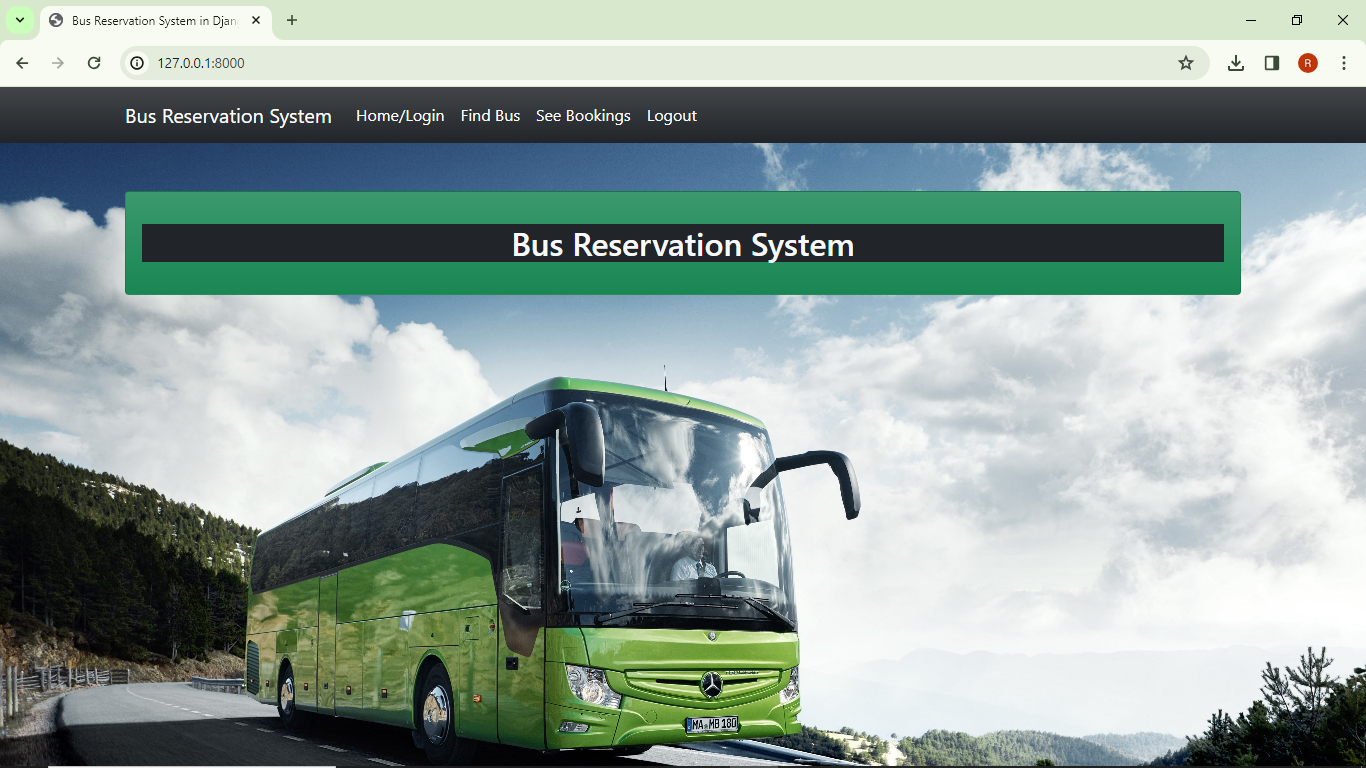 Bus Reservation System in Djan
127.0.0.1:8000
R
Bus Reservation System Home/Login Find Bus See Bookings Logout
Bus Reservation System
MA MB 180